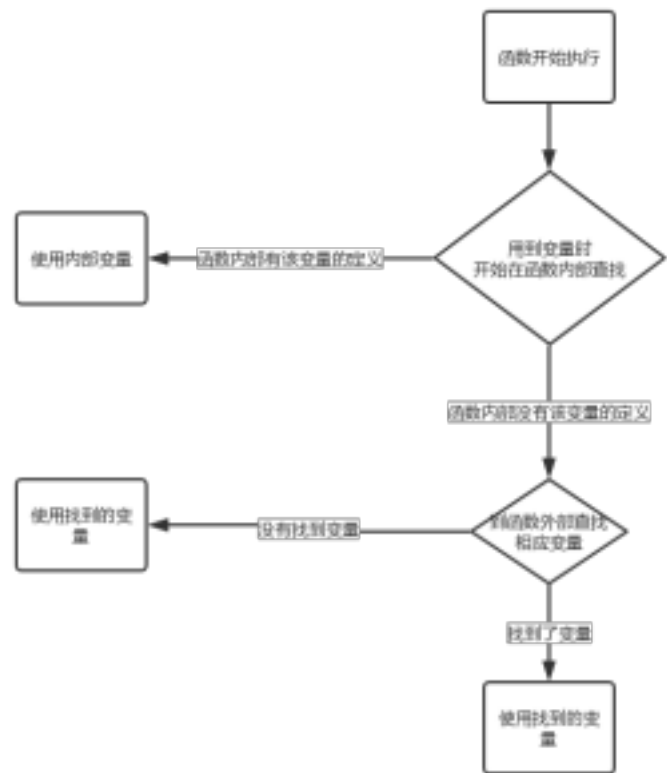 函数开始执行
用到变量时
开始在函数内部查找
函数内部有该变量的定义
使用内部变量
函数内部没有该变量的定义
到函数外部查找
相应变量
没有找到变量
使用找到的变
量
找到了变量
使用找到的变
量